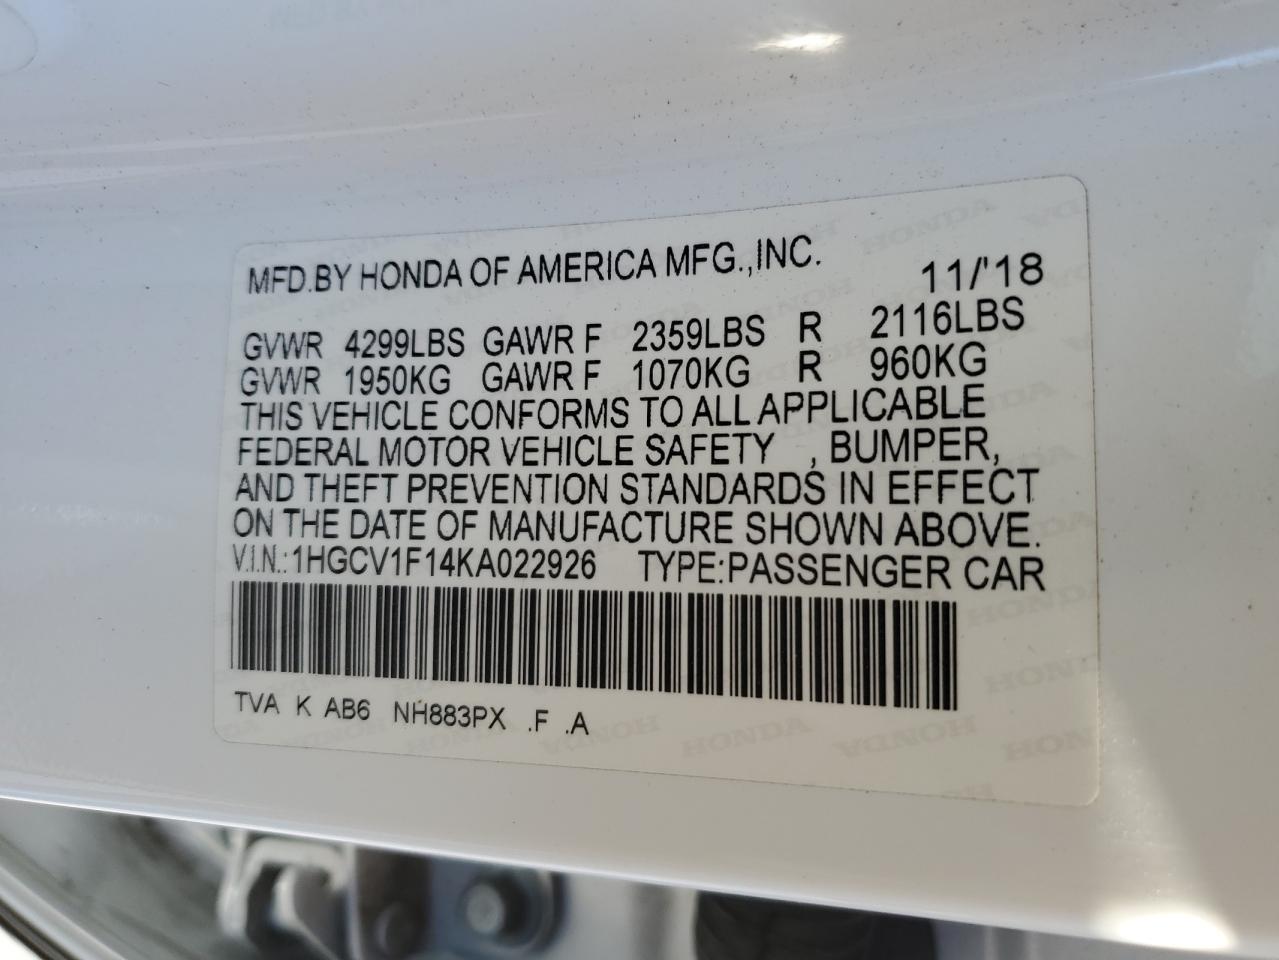 MFD.BY HONDA OF AMERICA MFG.,INC. 11/'18
GVWR 4299LBS GAWR F 2359LBS R 2116LBS
GVWR 1950KG GAWR F 1070KG R 960KG
THIS VEHICLE CONFORMS TO ALL APPLICABLE
FEDERAL MOTOR VEHICLE SAFETY , BUMPER,
AND THEFT PREVENTION STANDARDS IN EFFECT
ON THE DATE OF MANUFACTURE SHOWN ABOVE.
V.I.N.:1HGCV1F14KA022926 TYPE:PASSENGER CAR
TVA K AB6 NH883PX .F .A